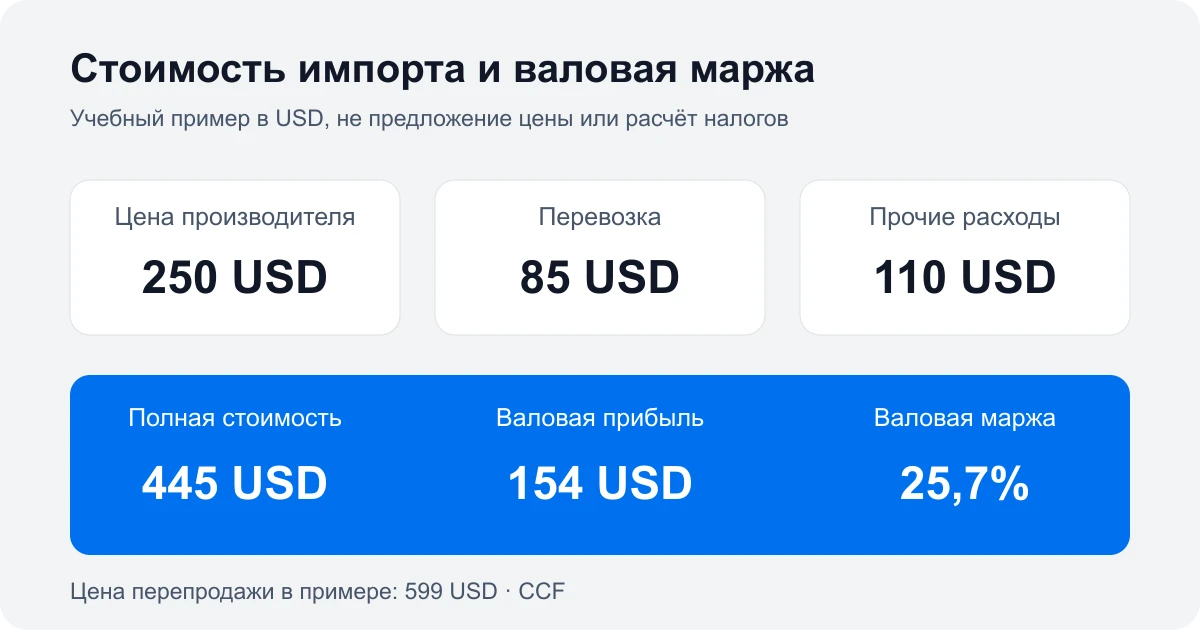 Стоимость импорта и валовая маржа
Учебный пример в USD, не предложение цены или расчёт налогов
Цена производителя
250 USD
Перевозка
85 USD
Прочие расходы
110 USD
Полная стоимость
445 USD
Валовая прибыль
154 USD
Валовая маржа
25,7%
Цена перепродажи в примере: 599 USD · CCF